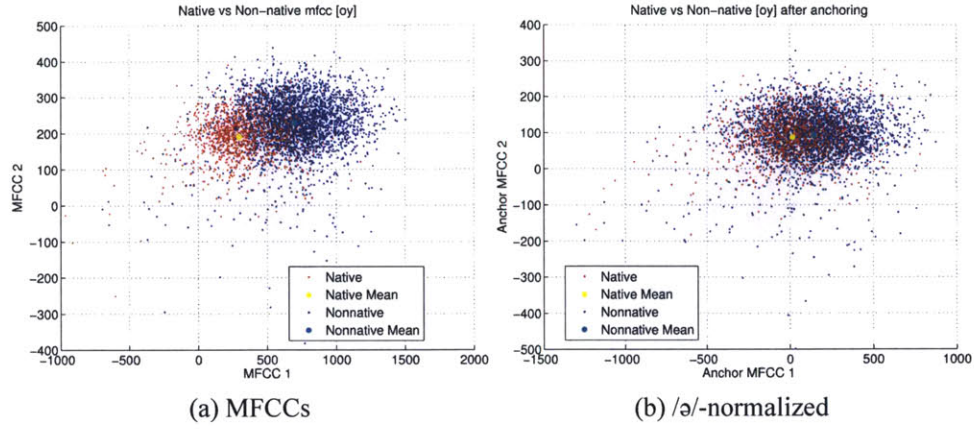 Native vs Non-native mfcc [oy]
500
400
300
200
100
0
-100
-200
-300
-400
MFCC 2
-1000
-500
0
500
1000
1500
2000
MFCC 1
Native
Native Mean
Nonnative
Nonnative Mean
(a) MFCCs
Native vs Non-native [oy] after anchoring
400
300
200
100
0
-100
-200
-300
-400
-500
Anchor MFCC 2
-1500
-1000
-500
0
500
1000
Anchor MFCC 1
Native
Native Mean
Nonnative
Nonnative Mean
(b) /ə/-normalized